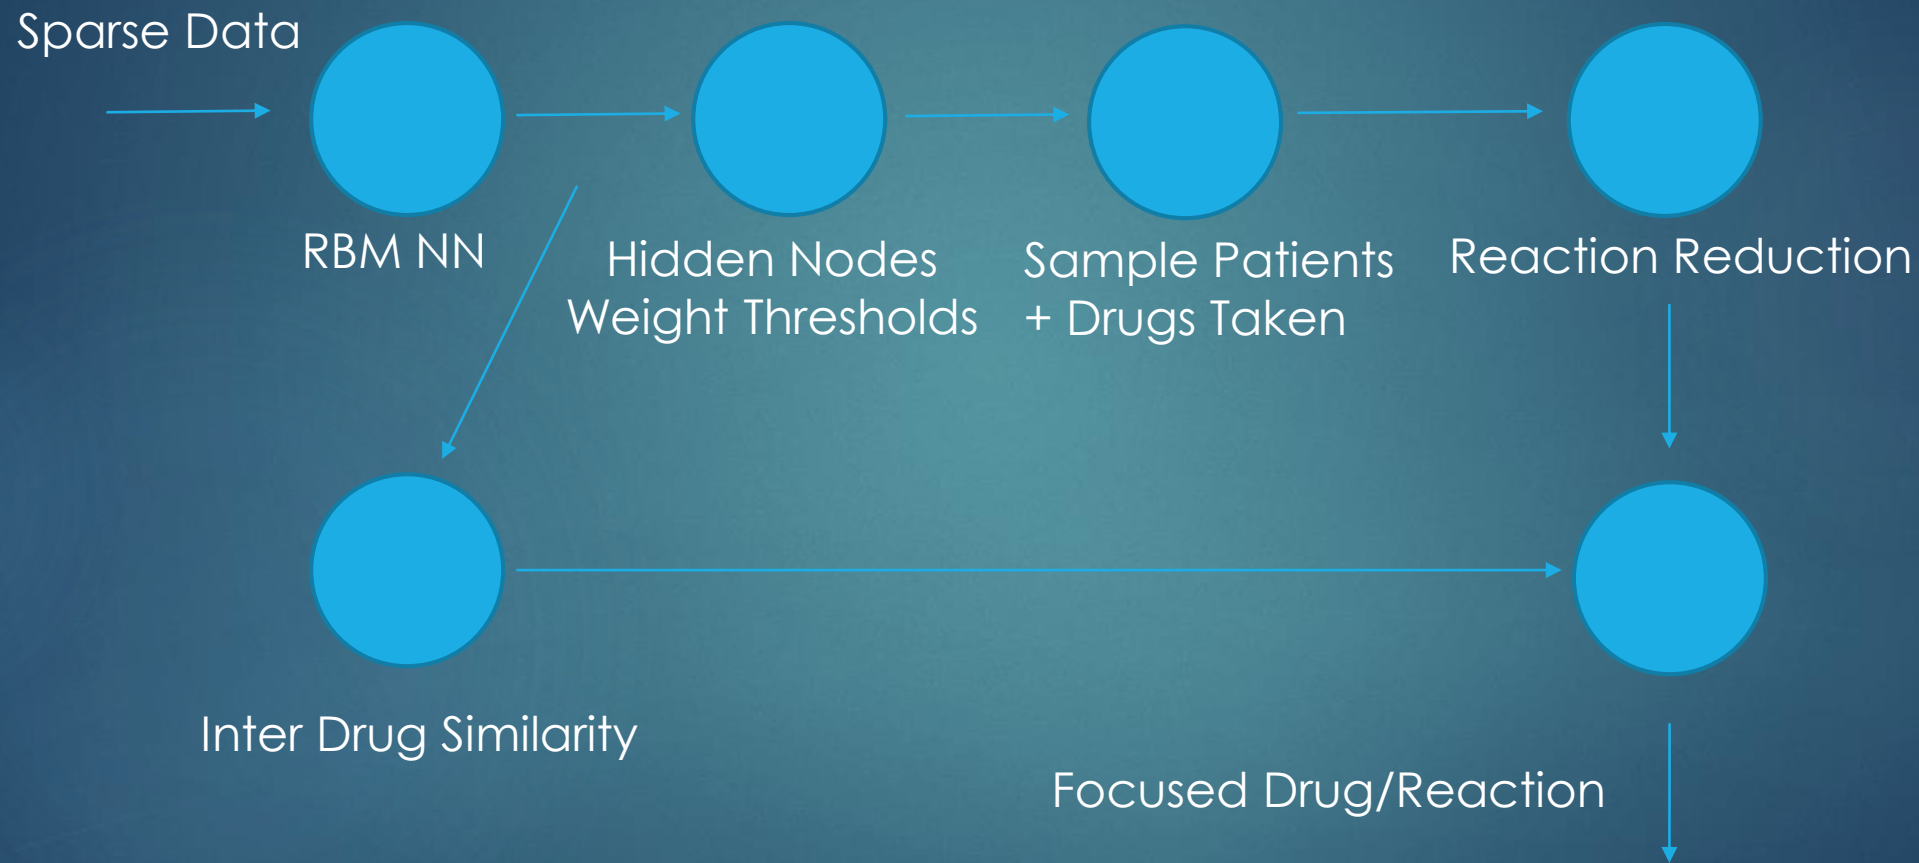 Sparse Data
RBM NN
Hidden Nodes
Weight Thresholds
Sample Patients
+ Drugs Taken
Reaction Reduction
Inter Drug Similarity
Focused Drug/Reaction